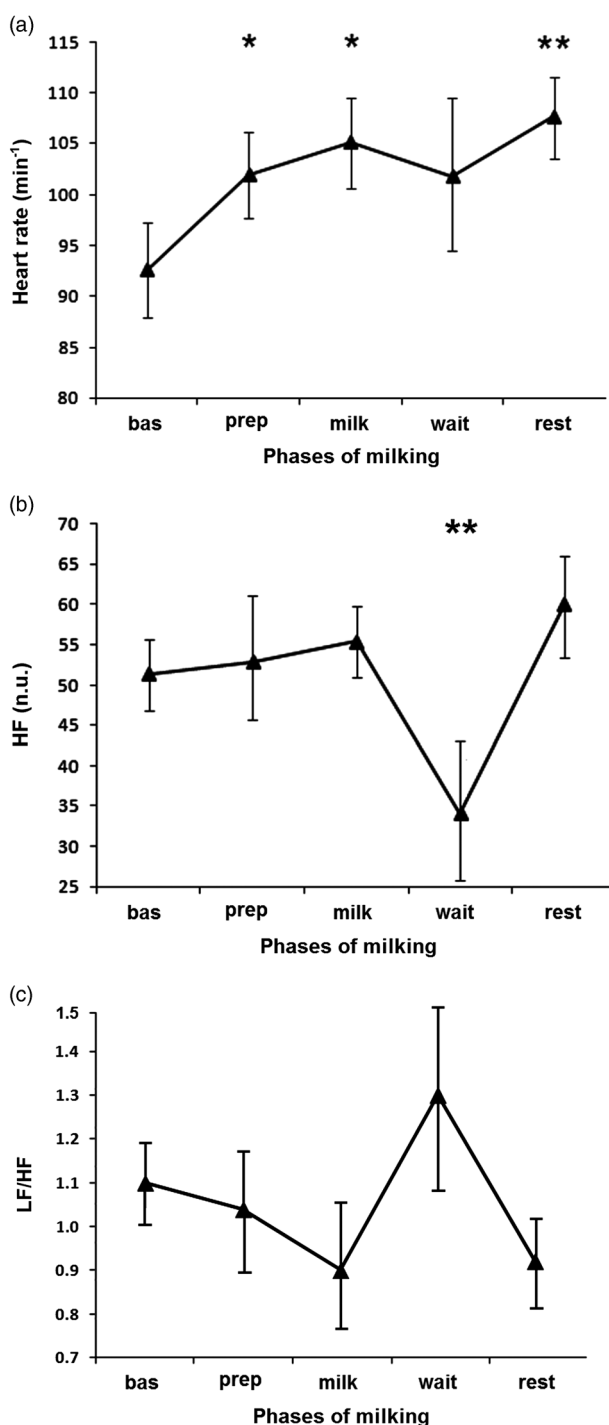 (a)
115
110
105
100
95
90
85
80
Heart rate (min-1)
* * **
bas prep milk wait rest
Phases of milking
(b)
70
65
60
55
50
45
40
35
30
25
HF (n.u.)
**
bas prep milk wait rest
Phases of milking
(c)
1.5
1.4
1.3
1.2
1.1
1.0
0.9
0.8
0.7
LF/HF
bas prep milk wait rest
Phases of milking